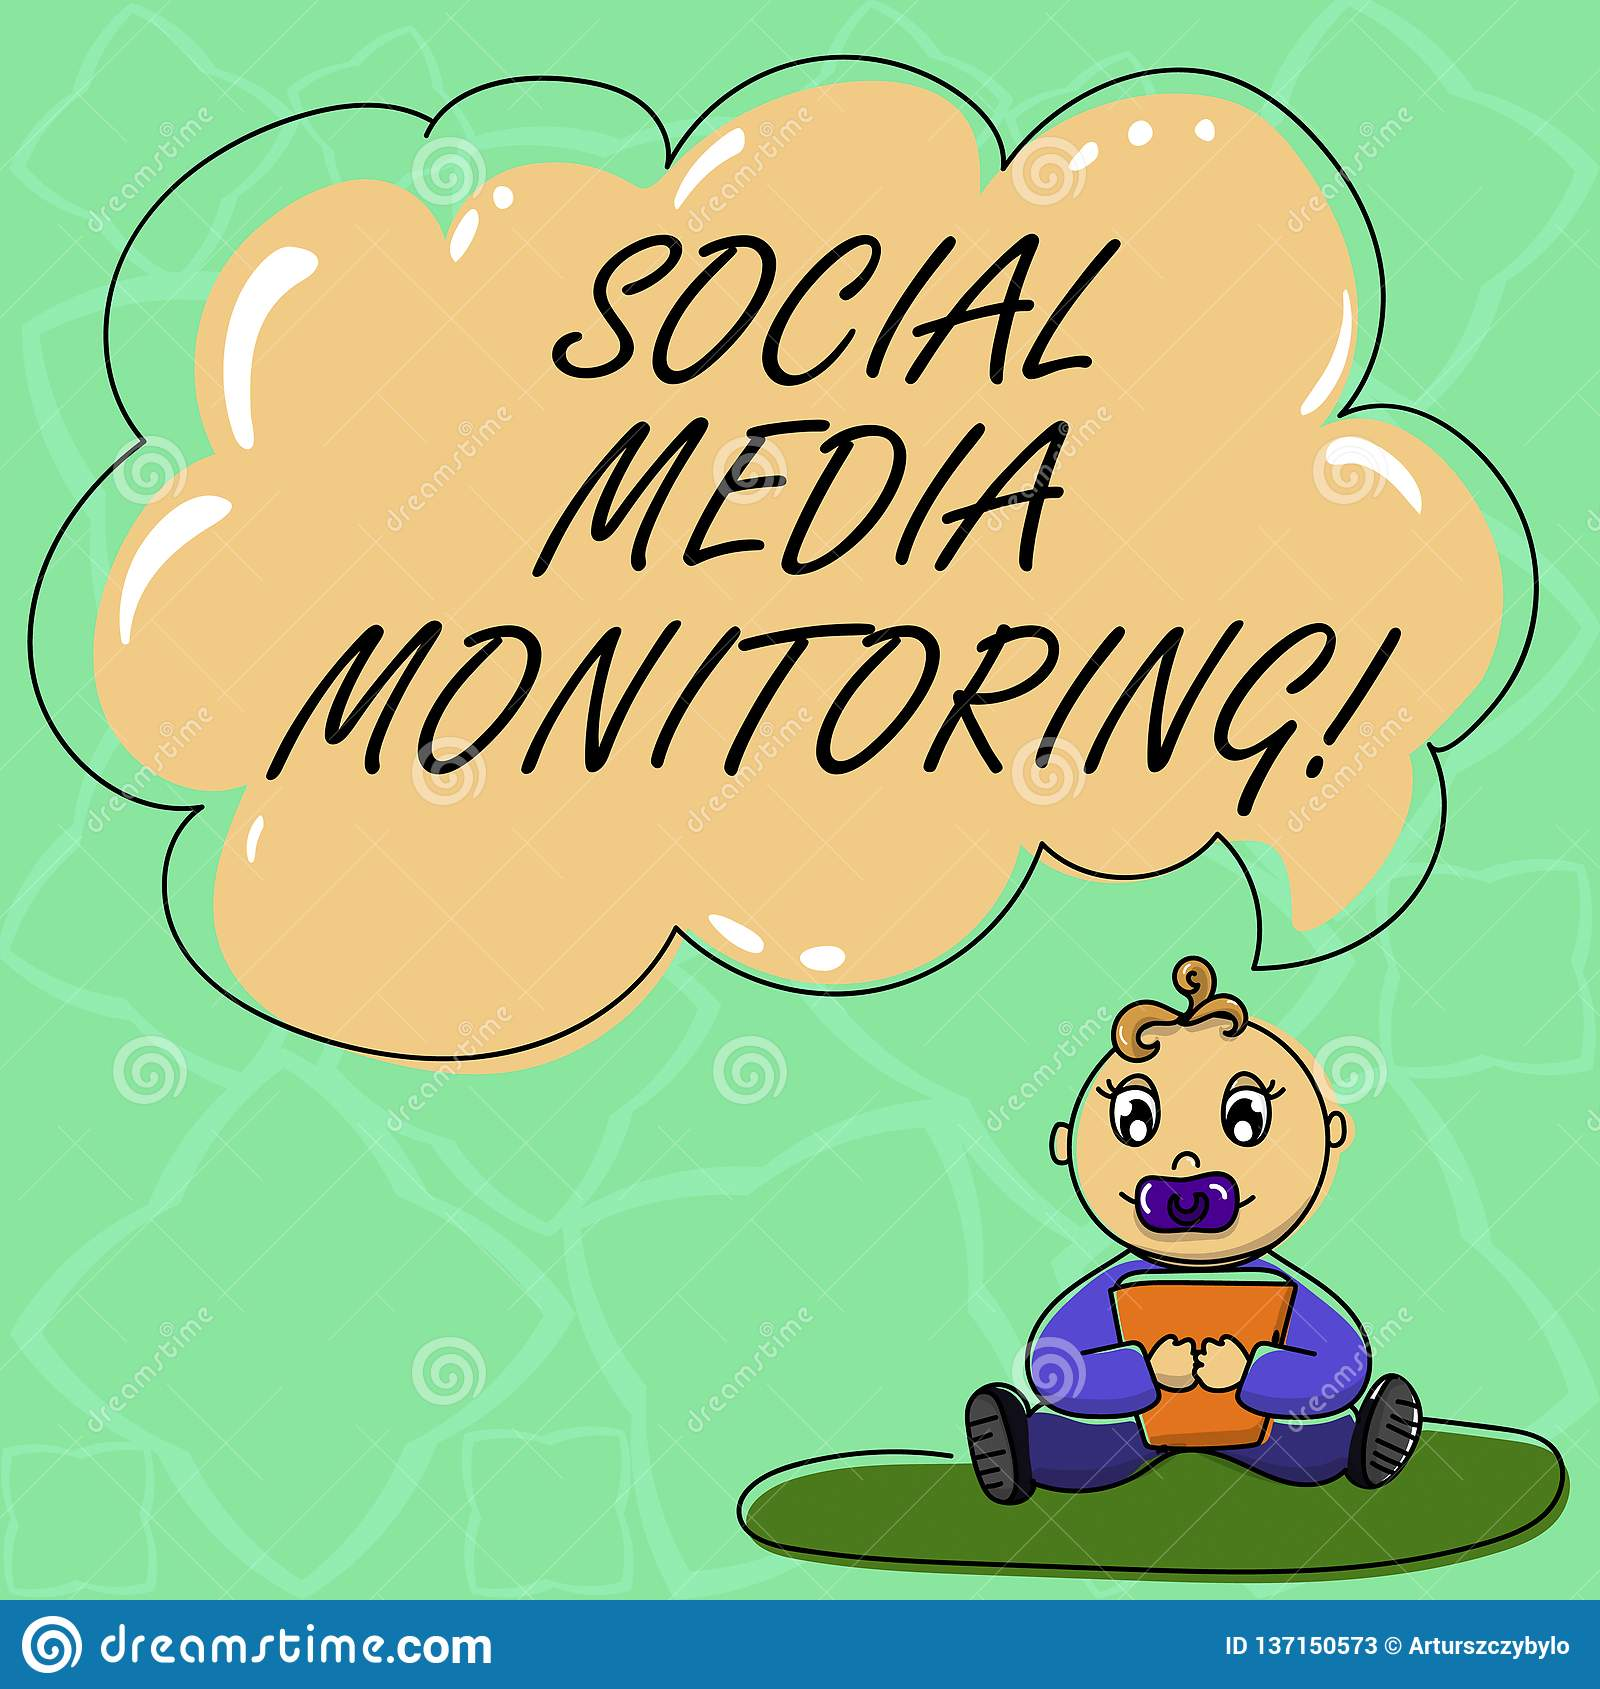 SOCIAL
MEDIA
MONITORING!
dreamstime.com
ID 137150573 © Arturszczybylo